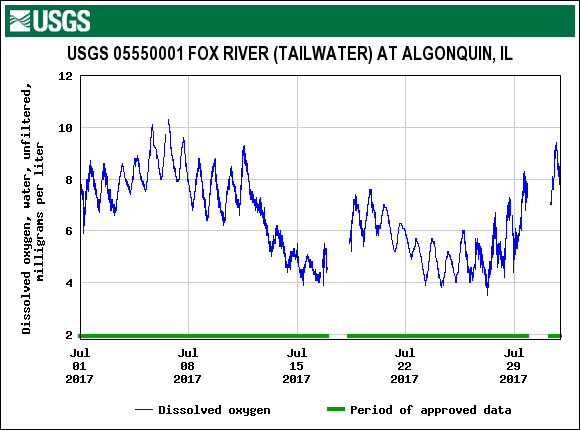 USGS
USGS 05550001 FOX RIVER (TAILWATER) AT ALGONQUIN, IL
Dissolved oxygen, water, unfiltered,
milligrams per liter
12
10
8
6
4
2
Jul Jul Jul Jul Jul
01 08 15 22 29
2017 2017 2017 2017 2017
Dissolved oxygen Period of approved data